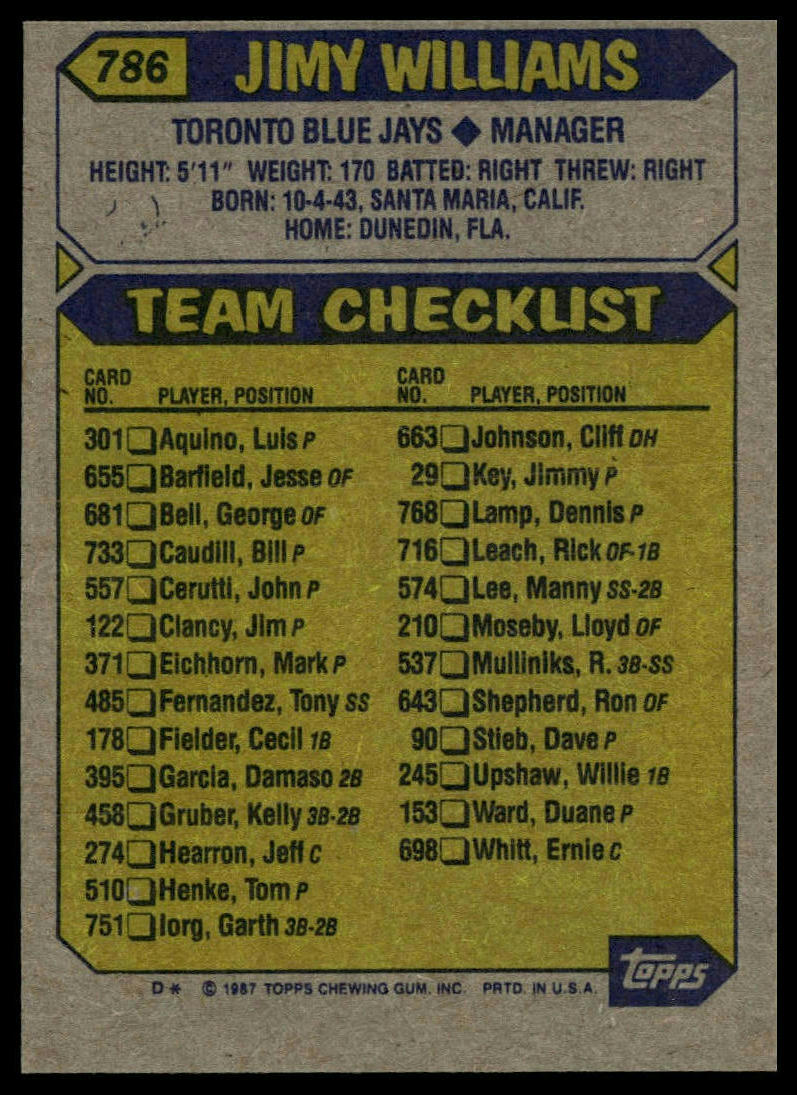 786 JIMY WILLIAMS
TORONTO BLUE JAYS ◆ MANAGER
HEIGHT: 5'11" WEIGHT: 170 BATTED: RIGHT THREW: RIGHT
BORN: 10-4-43, SANTA MARIA, CALIF.
HOME: DUNEDIN, FLA.
TEAM CHECKLIST
CARD
NO. PLAYER, POSITION
301 Aquino, Luis P
655 Barfield, Jesse OF
681 Bell, George OF
733 Caudill, Bill P
557 Cerutti, John P
122 Clancy, Jim P
371 Eichhorn, Mark P
485 Fernandez, Tony SS
178 Fielder, Cecil 1B
395 Garcia, Damaso 2B
458 Gruber, Kelly 3B-2B
274 Hearron, Jeff C
510 Henke, Tom P
751 Iorg, Garth 3B-2B
CARD
NO. PLAYER, POSITION
663 Johnson, Cliff DH
29 Key, Jimmy P
768 Lamp, Dennis P
716 Leach, Rick OF-1B
574 Lee, Manny SS-2B
210 Moseby, Lloyd OF
537 Mulliniks, R. 3B-SS
643 Shepherd, Ron OF
90 Stieb, Dave P
245 Upshaw, Willie 1B
153 Ward, Duane P
698 Whitt, Ernie C
topps
D* © 1987 TOPPS CHEWING GUM, INC. PRTD. IN U.S.A.